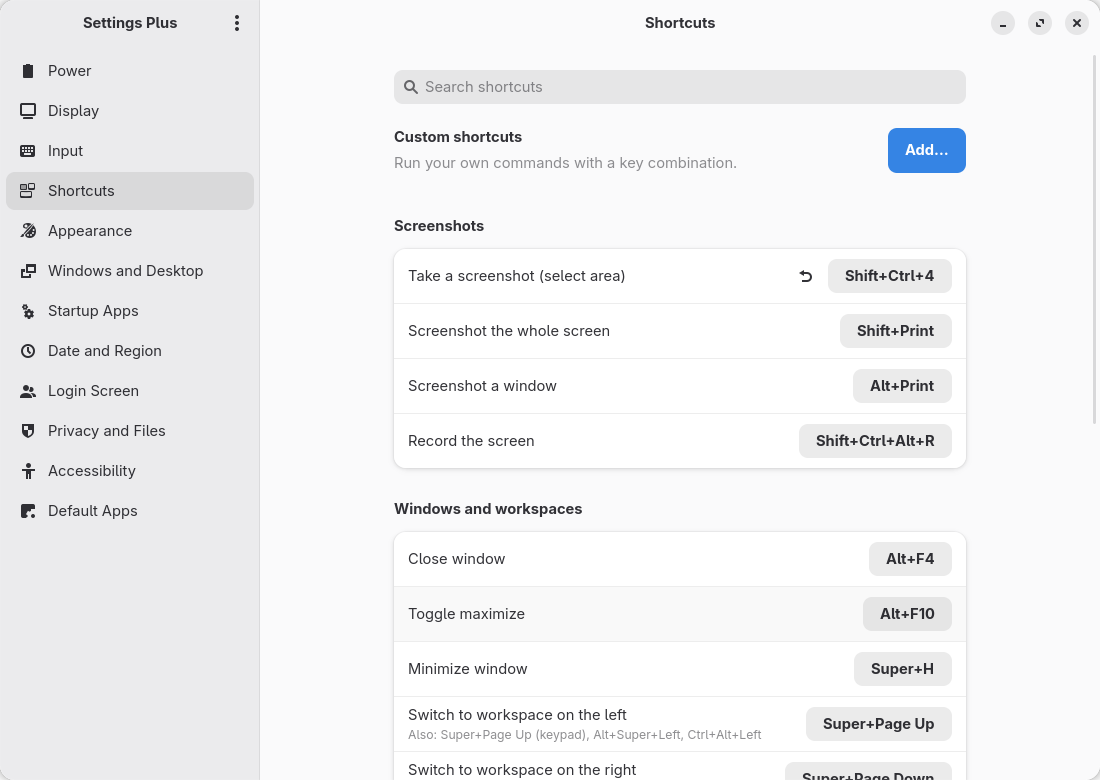 Settings Plus
Shortcuts
Power
Display
Input
Shortcuts
Appearance
Windows and Desktop
Startup Apps
Date and Region
Login Screen
Privacy and Files
Accessibility
Default Apps
Search shortcuts
Custom shortcuts
Run your own commands with a key combination.
Add...
Screenshots
Take a screenshot (select area) Shift+Ctrl+4
Screenshot the whole screen Shift+Print
Screenshot a window Alt+Print
Record the screen Shift+Ctrl+Alt+R
Windows and workspaces
Close window Alt+F4
Toggle maximize Alt+F10
Minimize window Super+H
Switch to workspace on the left Super+Page Up
Also: Super+Page Up (keypad), Alt+Super+Left, Ctrl+Alt+Left
Switch to workspace on the right Super+Page Down